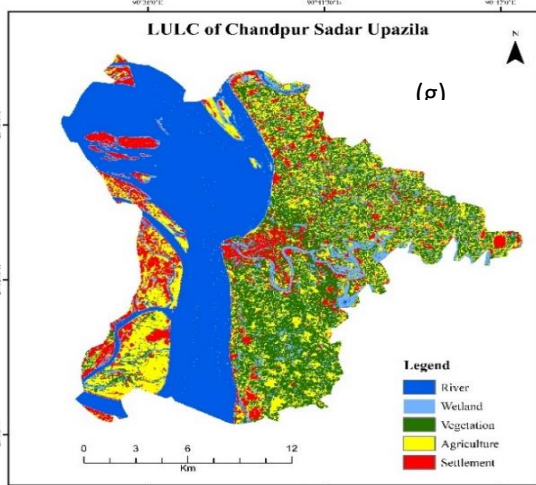 LULC of Chandpur Sadar Upazila
N
(g)
Legend
River
Wetland
Vegetation
Agriculture
Settlement
0 3 6 12
Km